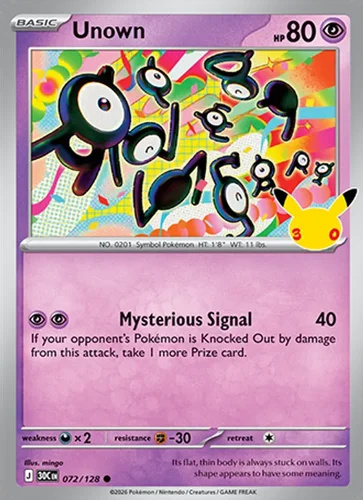 BASIC Unown HP 80
30
NO. 0201 Symbol Pokémon HT: 1'8" WT: 11 lbs.
Mysterious Signal 40
If your opponent's Pokémon is Knocked Out by damage
from this attack, take 1 more Prize card.
weakness ×2 resistance -30 retreat
Illus. mingo
J 30C EN 072/128
Its flat, thin body is always stuck on walls. Its
shape appears to have some meaning.
©2026 Pokémon / Nintendo / Creatures / GAME FREAK